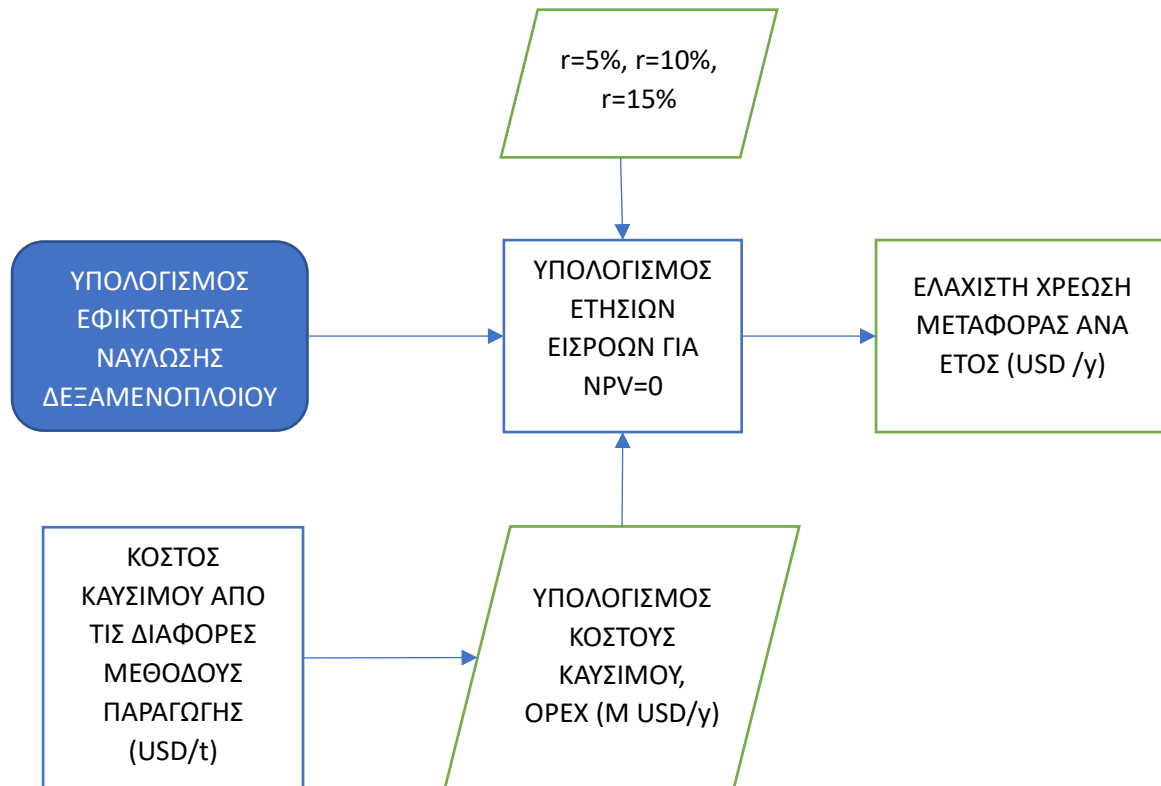 r=5%, r=10%,
r=15%
ΥΠΟΛΟΓΙΣΜΟΣ
ΕΦΙΚΤΟΤΗΤΑΣ
ΝΑΥΛΩΣΗΣ
ΔΕΞΑΜΕΝΟΠΛΟΙΟΥ
ΥΠΟΛΟΓΙΣΜΟΣ
ΕΤΗΣΙΩΝ
ΕΙΣΡΟΩΝ ΓΙΑ
NPV=0
ΕΛΑΧΙΣΤΗ ΧΡΕΩΣΗ
ΜΕΤΑΦΟΡΑΣ ΑΝΑ
ΕΤΟΣ (USD /y)
ΚΟΣΤΟΣ
ΚΑΥΣΙΜΟΥ ΑΠΟ
ΤΙΣ ΔΙΑΦΟΡΕΣ
ΜΕΘΟΔΟΥΣ
ΠΑΡΑΓΩΓΗΣ
(USD/t)
ΥΠΟΛΟΓΙΣΜΟΣ
ΚΟΣΤΟΥΣ
ΚΑΥΣΙΜΟΥ,
OPEX (M USD/y)